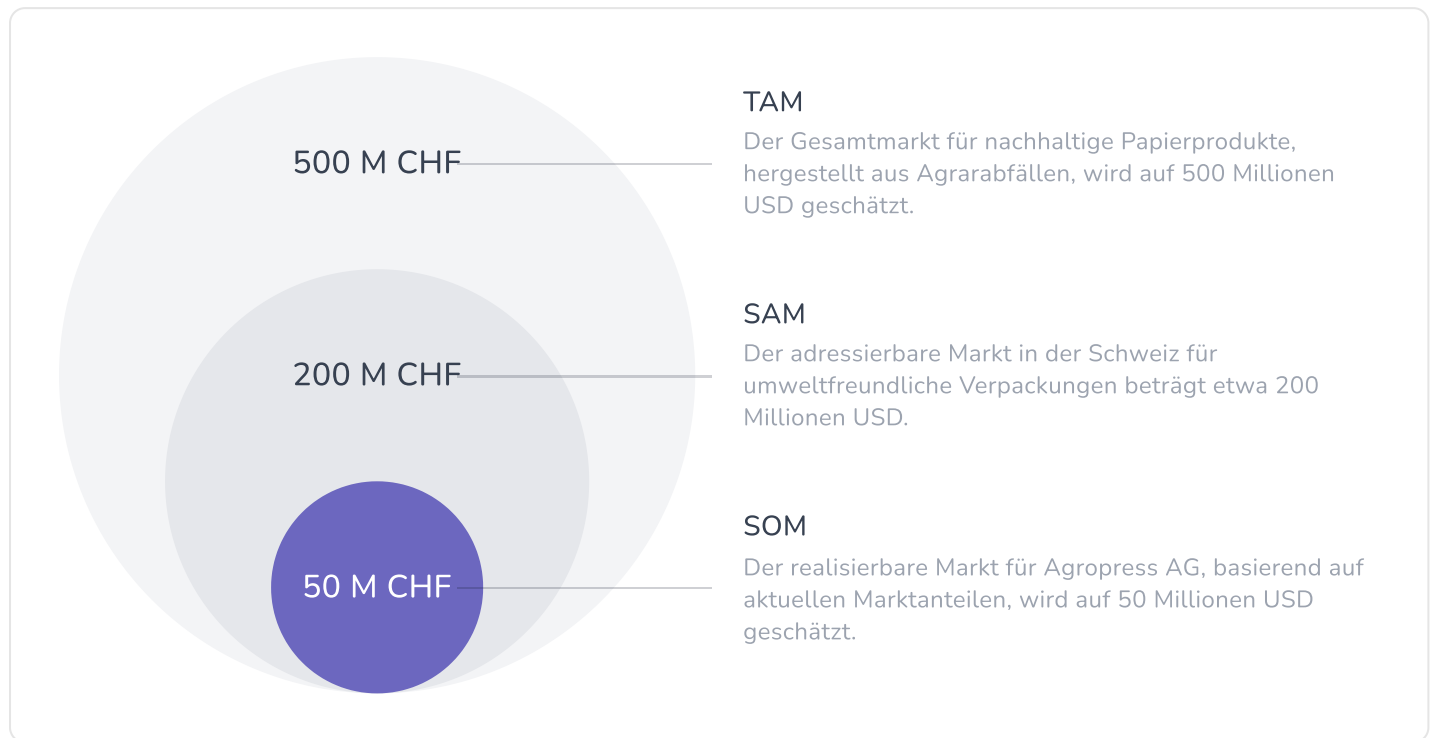 500 M CHF
TAM
Der Gesamtmarkt für nachhaltige Papierprodukte,
hergestellt aus Agrarabfällen, wird auf 500 Millionen
USD geschätzt.
200 M CHF
SAM
Der adressierbare Markt in der Schweiz für
umweltfreundliche Verpackungen beträgt etwa 200
Millionen USD.
50 M CHF
SOM
Der realisierbare Markt für Agropress AG, basierend auf
aktuellen Marktanteilen, wird auf 50 Millionen USD
geschätzt.